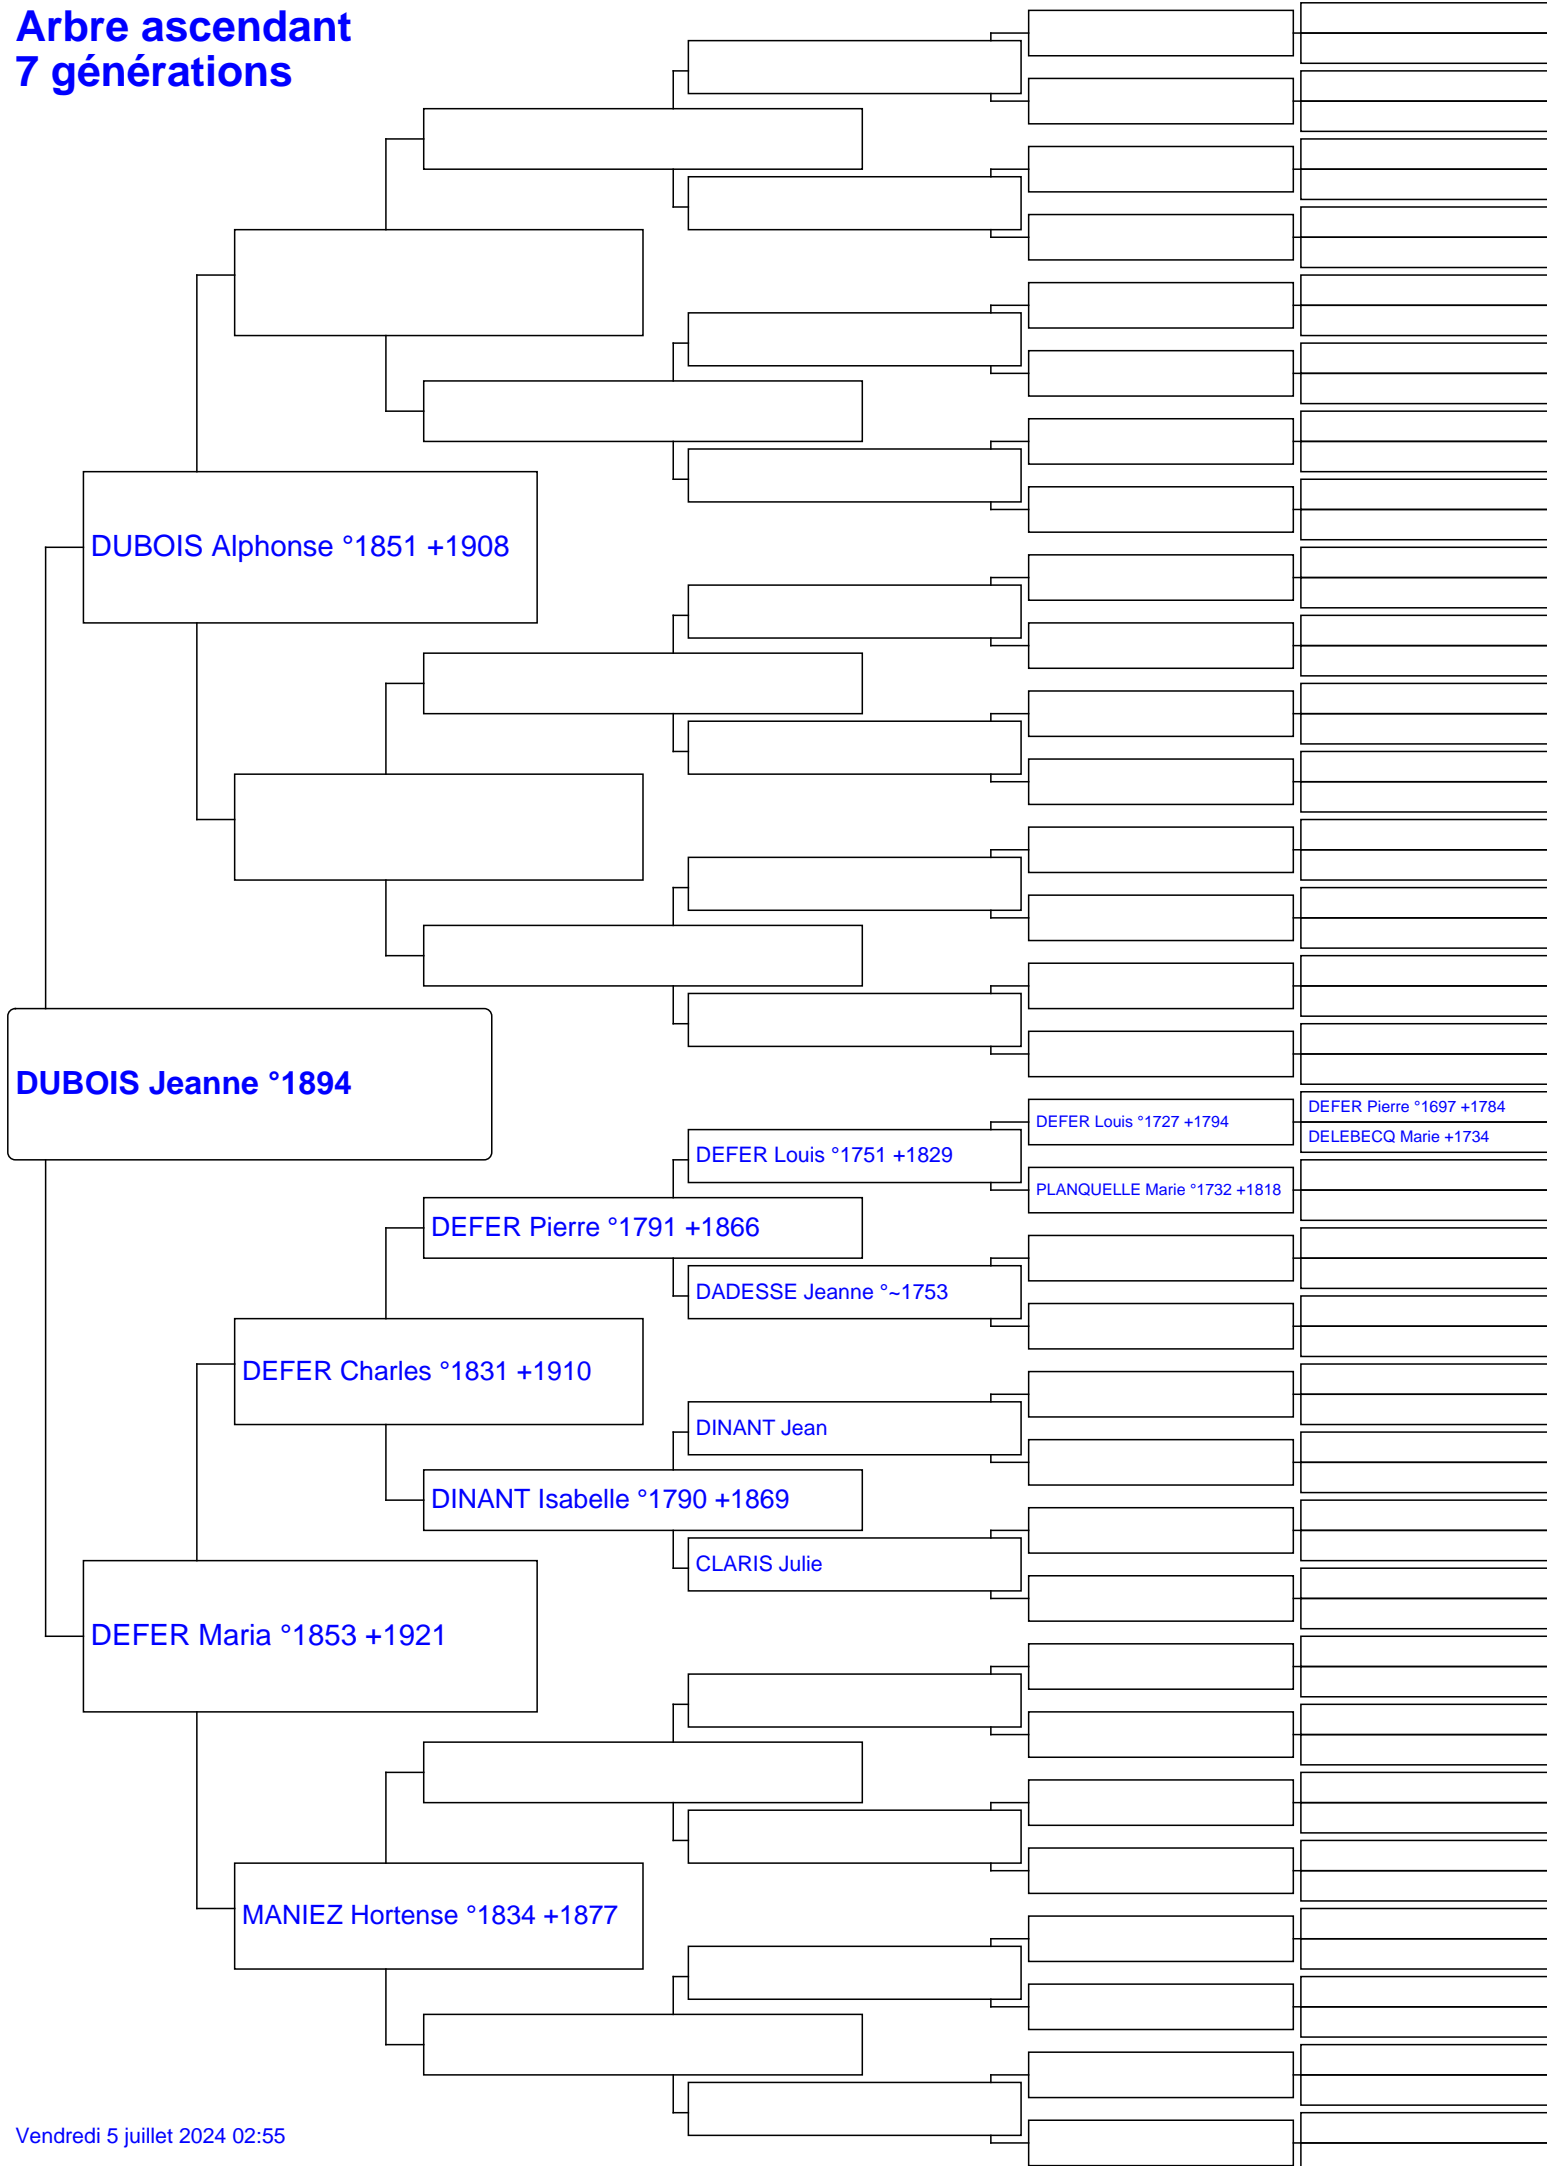 Arbre ascendant
7 générations
DUBOIS Alphonse °1851 +1908
DUBOIS Jeanne °1894
DEFER Pierre °1697 +1784
DEFER Louis °1727 +1794
DELEBECQ Marie +1734
DEFER Louis °1751 +1829
PLANQUELLE Marie °1732 +1818
DEFER Pierre °1791 +1866
DADESSE Jeanne °~1753
DEFER Charles °1831 +1910
DINANT Jean
DINANT Isabelle °1790 +1869
CLARIS Julie
DEFER Maria °1853 +1921
MANIEZ Hortense °1834 +1877
Vendredi 5 juillet 2024 02:55